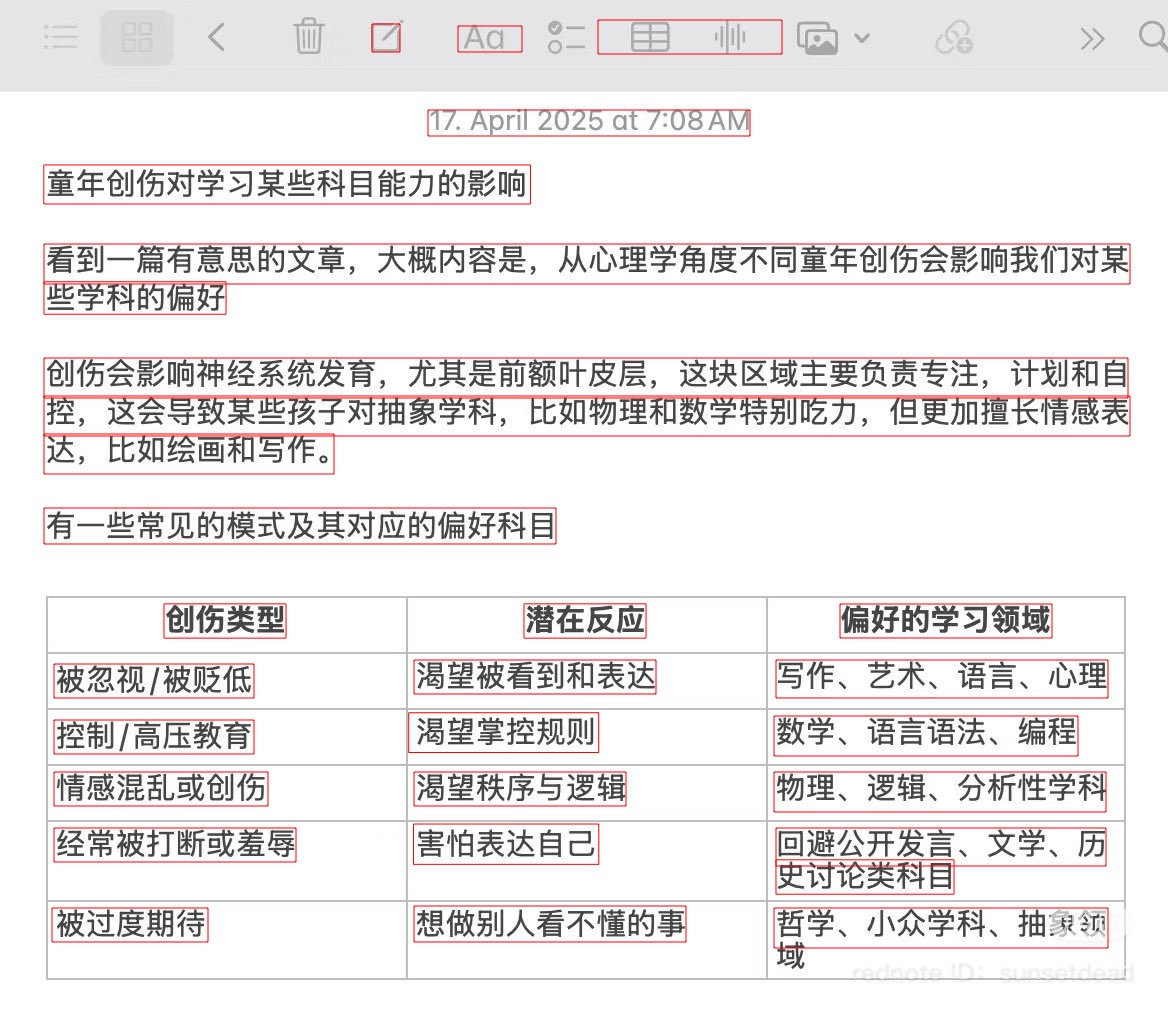 Aa
17. April 2025 at 7:08 AM
童年创伤对学习某些科目能力的影响
看到一篇有意思的文章，大概内容是，从心理学角度不同童年创伤会影响我们对某
些学科的偏好
创伤会影响神经系统发育，尤其是前额叶皮层，这块区域主要负责专注，计划和自
控，这会导致某些孩子对抽象学科，比如物理和数学特别吃力，但更加擅长情感表
达，比如绘画和写作。
有一些常见的模式及其对应的偏好科目
创伤类型 潜在反应 偏好的学习领域
被忽视/被贬低 渴望被看到和表达 写作、艺术、语言、心理
控制/高压教育 渴望掌控规则 数学、语言语法、编程
情感混乱或创伤 渴望秩序与逻辑 物理、逻辑、分析性学科
经常被打断或羞辱 害怕表达自己 回避公开发言、文学、历
史讨论类科目
被过度期待 想做别人看不懂的事 哲学、小众学科、抽象领
域
rednote ID：sunsetdead